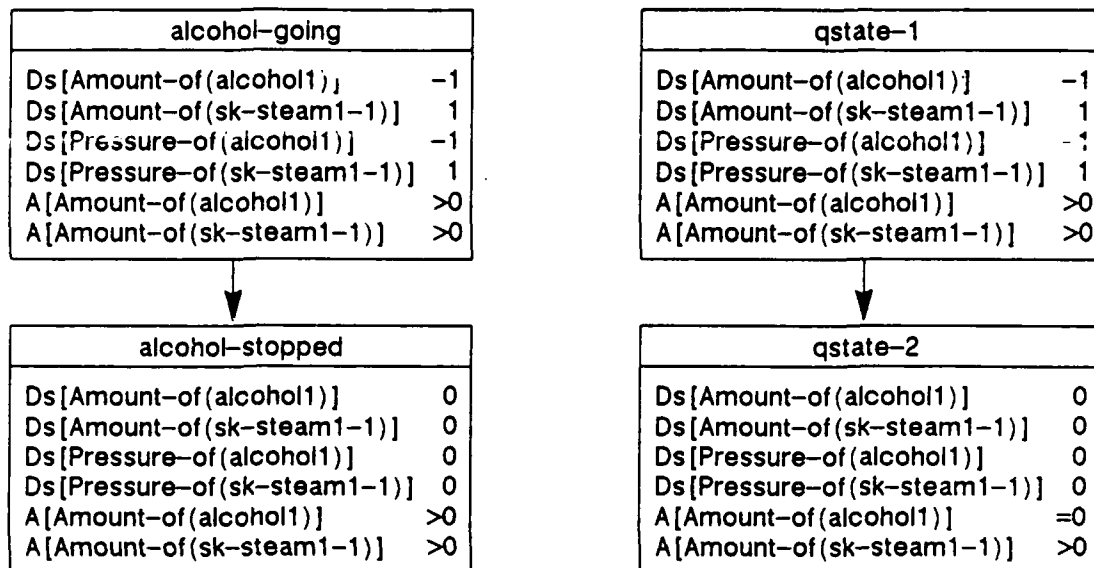 alcohol–going
Ds[Amount–of(alcohol1)] –1
Ds[Amount–of(sk–steam1–1)] 1
Ds[Pressure–of(alcohol1)] –1
Ds[Pressure–of(sk–steam1–1)] 1
A[Amount–of(alcohol1)] >0
A[Amount–of(sk–steam1–1)] >0
alcohol–stopped
Ds[Amount–of(alcohol1)] 0
Ds[Amount–of(sk–steam1–1)] 0
Ds[Pressure–of(alcohol1)] 0
Ds[Pressure–of(sk–steam1–1)] 0
A[Amount–of(alcohol1)] >0
A[Amount–of(sk–steam1–1)] >0
qstate–1
Ds[Amount–of(alcohol1)] –1
Ds[Amount–of(sk–steam1–1)] 1
Ds[Pressure–of(alcohol1)] –1
Ds[Pressure–of(sk–steam1–1)] 1
A[Amount–of(alcohol1)] >0
A[Amount–of(sk–steam1–1)] >0
qstate–2
Ds[Amount–of(alcohol1)] 0
Ds[Amount–of(sk–steam1–1)] 0
Ds[Pressure–of(alcohol1)] 0
Ds[Pressure–of(sk–steam1–1)] 0
A[Amount–of(alcohol1)] =0
A[Amount–of(sk–steam1–1)] >0